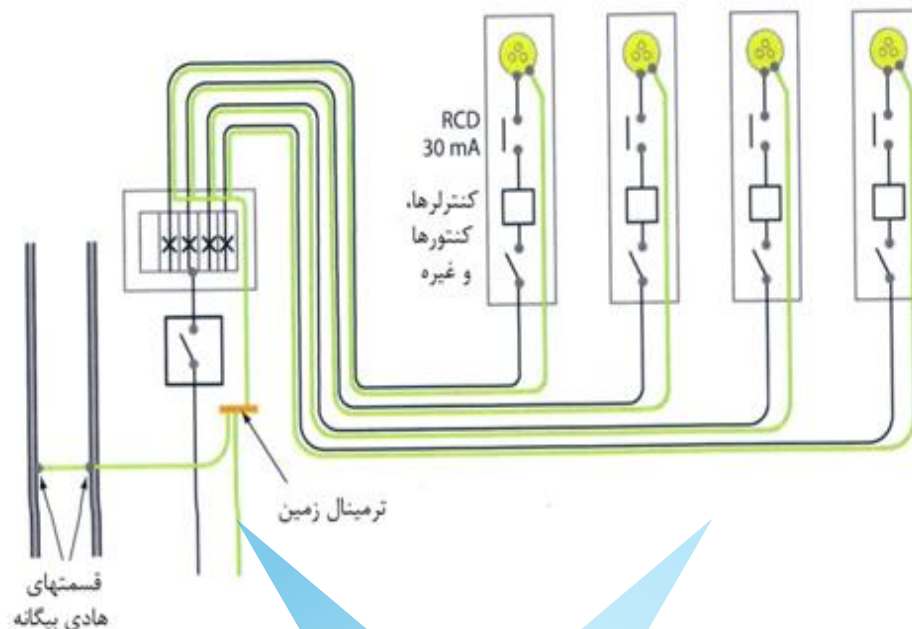 RCD
30 mA
کنترلرها،
کنتورها
و غیره
ترمینال زمین
قسمتهای
هادی بیگانه